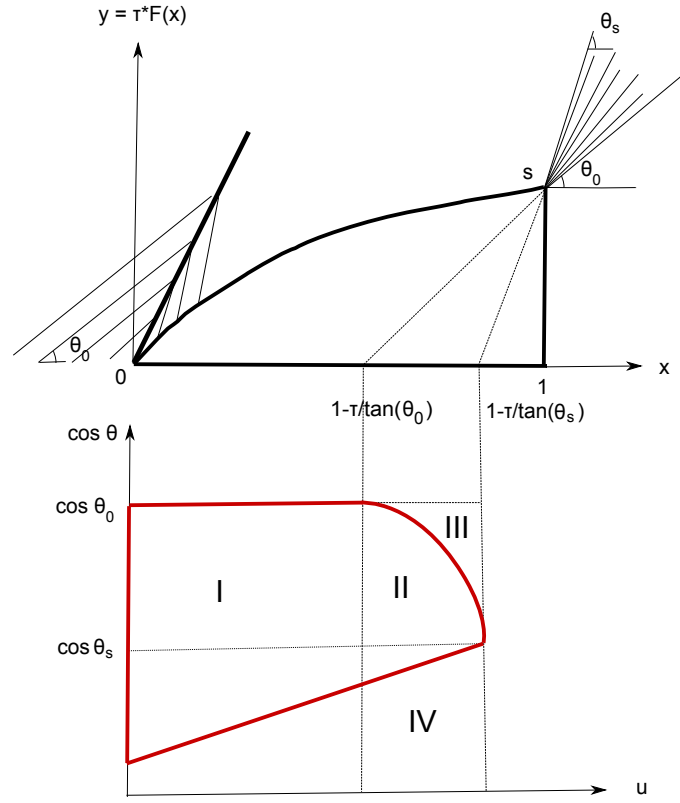 y = τ*F(x)
θₛ
s
θ₀
θ₀
0
1
x
1-τ/tan(θ₀)
1-τ/tan(θₛ)
cos θ
cos θ₀
III
I
II
cos θₛ
IV
u